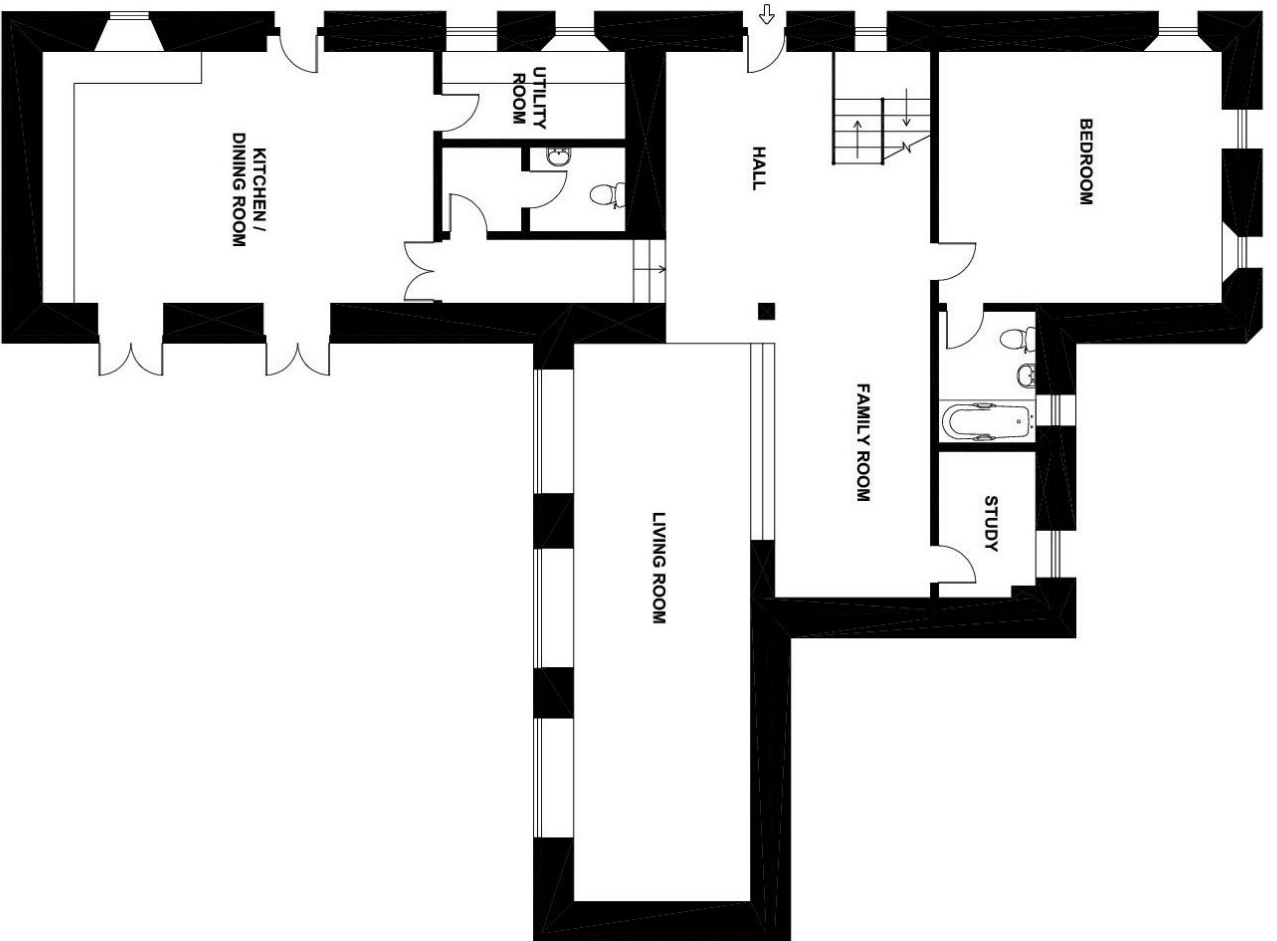 KITCHEN /
DINING ROOM
UTILITY
ROOM
HALL
BEDROOM
FAMILY ROOM
STUDY
LIVING ROOM